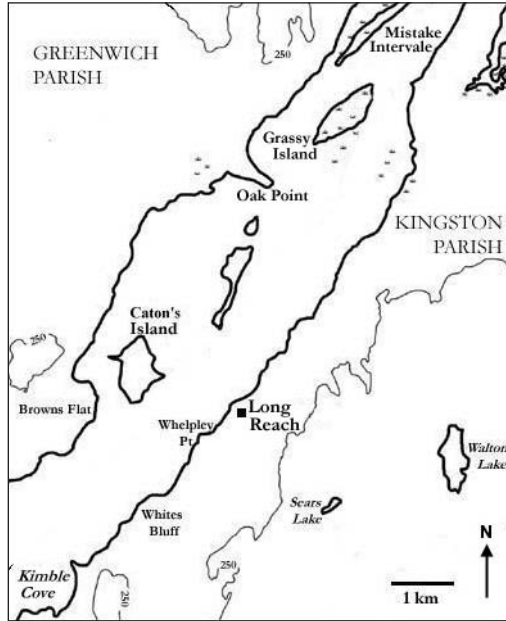 GREENWICH
PARISH
250
Mistake
Intervale
Grassy
Island
Oak Point
KINGSTON
PARISH
Caton's
Island
250
Browns Flat
Whelpley
Pt.
Long
Reach
Walton
Lake
Sears
Lake
Whites
Bluff
N
Kimble
Cove
250
250
1 km